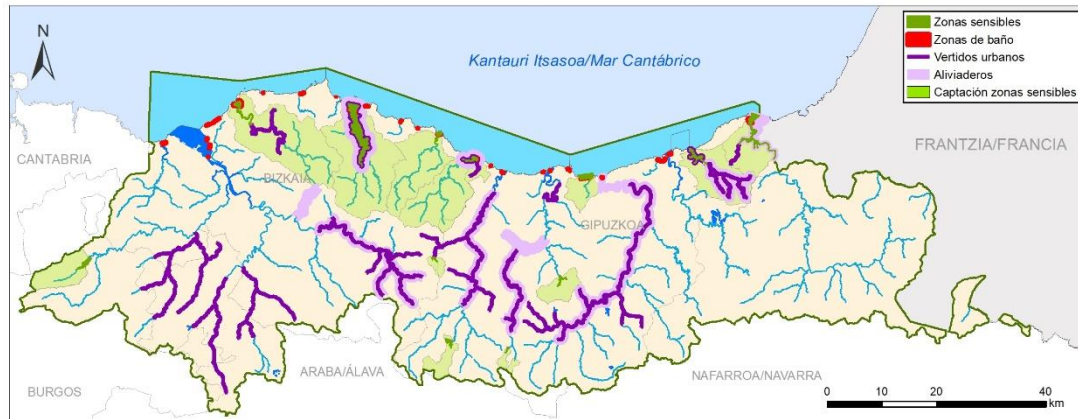 N
Kantauri Itsasoa/Mar Cantábrico
Zonas sensibles
Zonas de baño
Vertidos urbanos
Aliviaderos
Captación zonas sensibles
FRANTZIA/FRANCIA
CANTABRIA
BIZKAIA
GIPUZKOA
ARABA/ÁLAVA
NAFARROA/NAVARRA
BURGOS
0 10 20 40
km